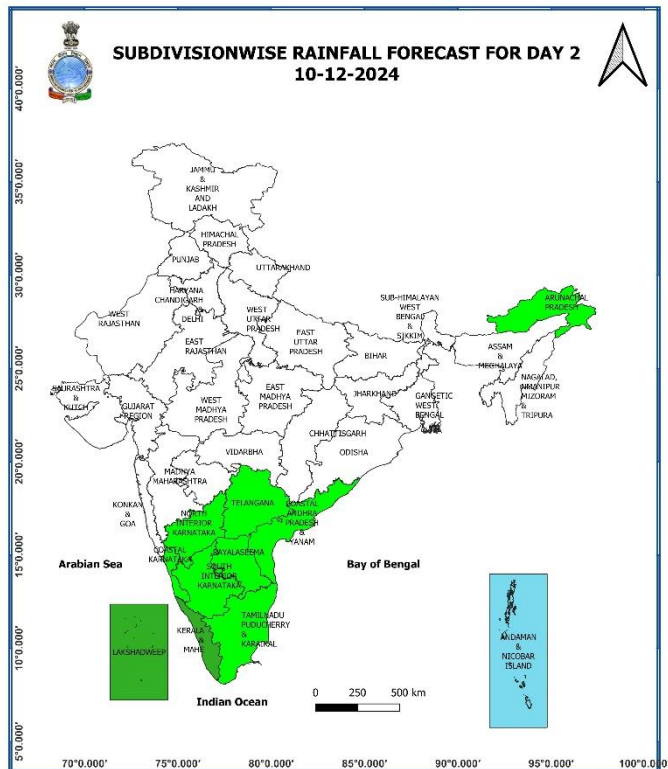 SUBDIVISIONWISE RAINFALL FORECAST FOR DAY 2
10-12-2024
40°0.000'
35°0.000'
30°0.000'
25°0.000'
20°0.000'
15°0.000'
10°0.000'
5°0.000'
JAMMU
&
KASHMIR
AND
LADAKH
HIMACHAL
PRADESH
PUNJAB
UTTARAKHAND
HARYANA
CHANDIGARH
&
DELHI
WEST
RAJASTHAN
WEST
UTTAR
PRADESH
EAST
RAJASTHAN
EAST
UTTAR
PRADESH
SUB-HIMALAYAN
WEST
BENGAL
&
SIKKIM
ARUNACHAL
PRADESH
BIHAR
ASSAM
&
MEGHALAYA
NAGALAD,
MANIPUR
MIZORAM
&
TRIPURA
SAURASHTRA
&
KUTCH
GUJARAT
REGION
WEST
MADHYA
PRADESH
EAST
MADHYA
PRADESH
JHARKHAND
GANGETIC
WEST
BENGAL
CHHATTISGARH
ODISHA
VIDARBHA
MADHYA
MAHARASHTRA
KONKAN
&
GOA
TELANGANA
NORTH
INTERIOR
KARNATAKA
COASTAL
ANDHRA
PRADESH
&
YANAM
COASTAL
KARNATAKA
RAYALASEEMA
SOUTH
INTERIOR
KARNATAKA
Arabian Sea
Bay of Bengal
TAMILNADU
PUDUCHERRY
&
KARAIKAL
KERALA
&
MAHE
LAKSHADWEEP
ANDAMAN
&
NICOBAR
ISLAND
Indian Ocean
0 250 500 km
70°0.000' 75°0.000' 80°0.000' 85°0.000' 90°0.000' 95°0.000' 100°0.000'